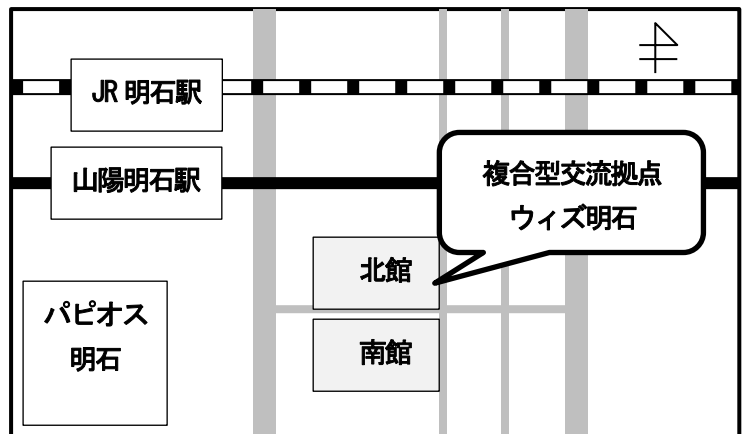 JR 明石駅
山陽明石駅
複合型交流拠点
ウィズ明石
北館
パピオス
明石
南館